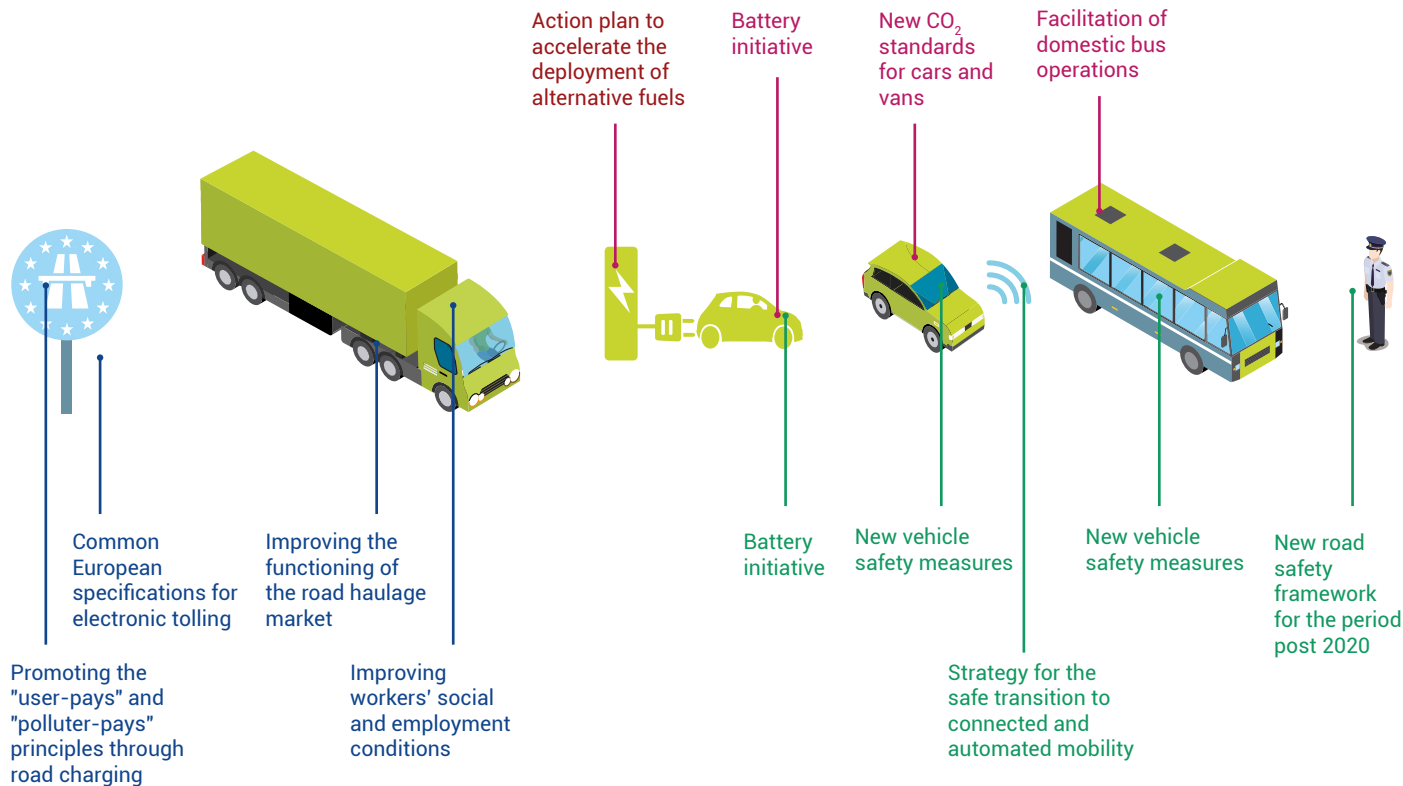 Action plan to
accelerate the
deployment of
alternative fuels
Battery
initiative
New CO₂
standards
for cars and
vans
Facilitation of
domestic bus
operations
Common
European
specifications for
electronic tolling
Improving the
functioning of
the road haulage
market
Battery
initiative
New vehicle
safety measures
New vehicle
safety measures
New road
safety
framework
for the period
post 2020
Promoting the
"user-pays" and
"polluter-pays"
principles through
road charging
Improving
workers' social
and employment
conditions
Strategy for the
safe transition to
connected and
automated mobility